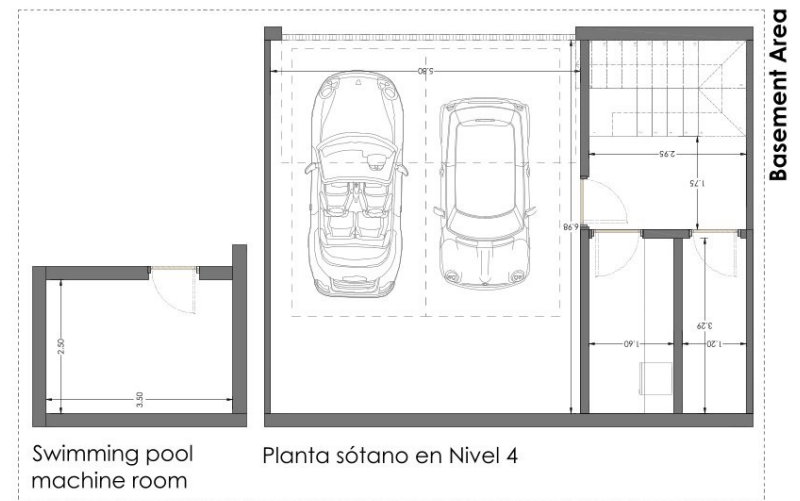 Basement Area
5.80
2.95
1.75
6.98
2.50
3.50
1.60
3.29
1.20
Swimming pool
machine room
Planta sótano en Nivel 4